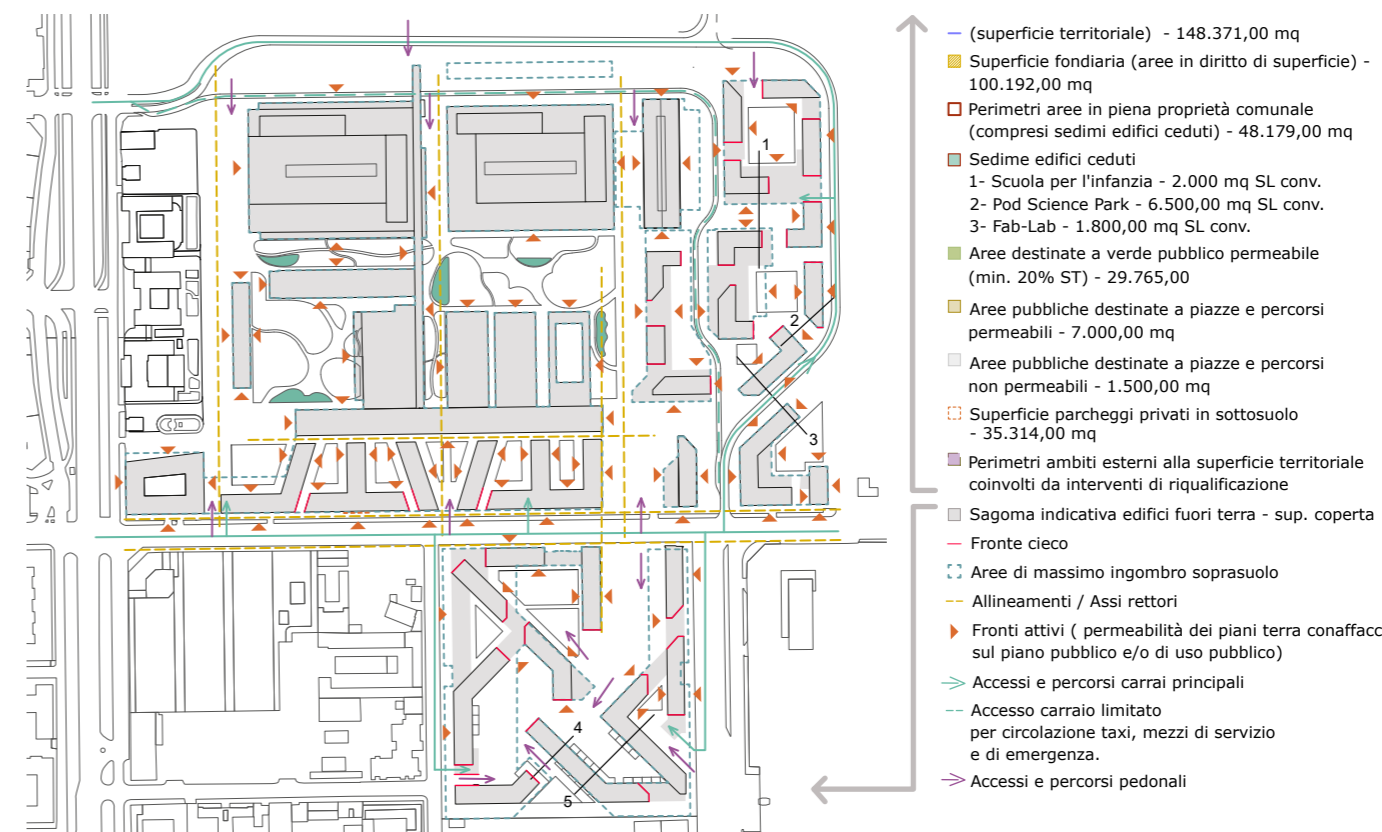 (superficie territoriale) - 148.371,00 mq
Superficie fondiaria (aree in diritto di superficie) -
100.192,00 mq
Perimetri aree in piena proprietà comunale
(compresi sedimi edifici ceduti) - 48.179,00 mq
Sedime edifici ceduti
1- Scuola per l'infanzia - 2.000 mq SL conv.
2- Pod Science Park - 6.500,00 mq SL conv.
3- Fab-Lab - 1.800,00 mq SL conv.
Aree destinate a verde pubblico permeabile
(min. 20% ST) - 29.765,00
Aree pubbliche destinate a piazze e percorsi
permeabili - 7.000,00 mq
Aree pubbliche destinate a piazze e percorsi
non permeabili - 1.500,00 mq
Superficie parcheggi privati in sottosuolo
- 35.314,00 mq
Perimetri ambiti esterni alla superficie territoriale
coinvolti da interventi di riqualificazione
Sagoma indicativa edifici fuori terra - sup. coperta
Fronte cieco
Aree di massimo ingombro soprasuolo
Allineamenti / Assi rettori
Fronti attivi ( permeabilità dei piani terra conaffacc
sul piano pubblico e/o di uso pubblico)
Accessi e percorsi carrai principali
Accesso carraio limitato
per circolazione taxi, mezzi di servizio
e di emergenza.
Accessi e percorsi pedonali
1
2
3
4
5